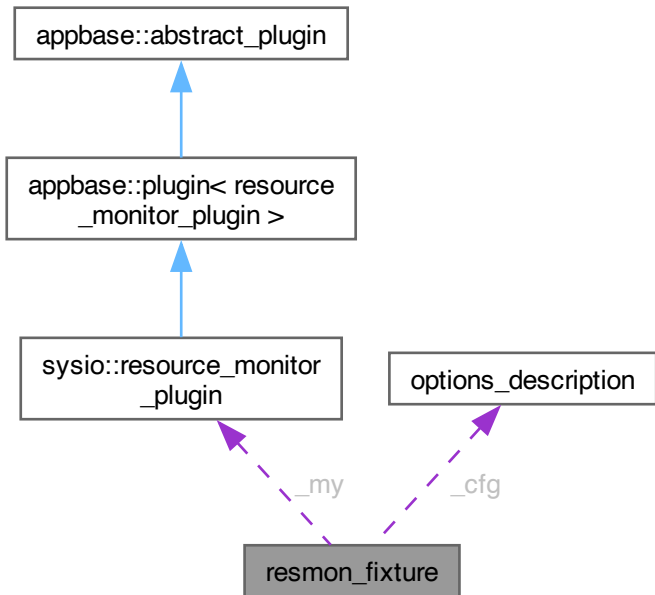 appbase::abstract_plugin
appbase::plugin< resource
_monitor_plugin >
sysio::resource_monitor
_plugin
options_description
_my
_cfg
resmon_fixture